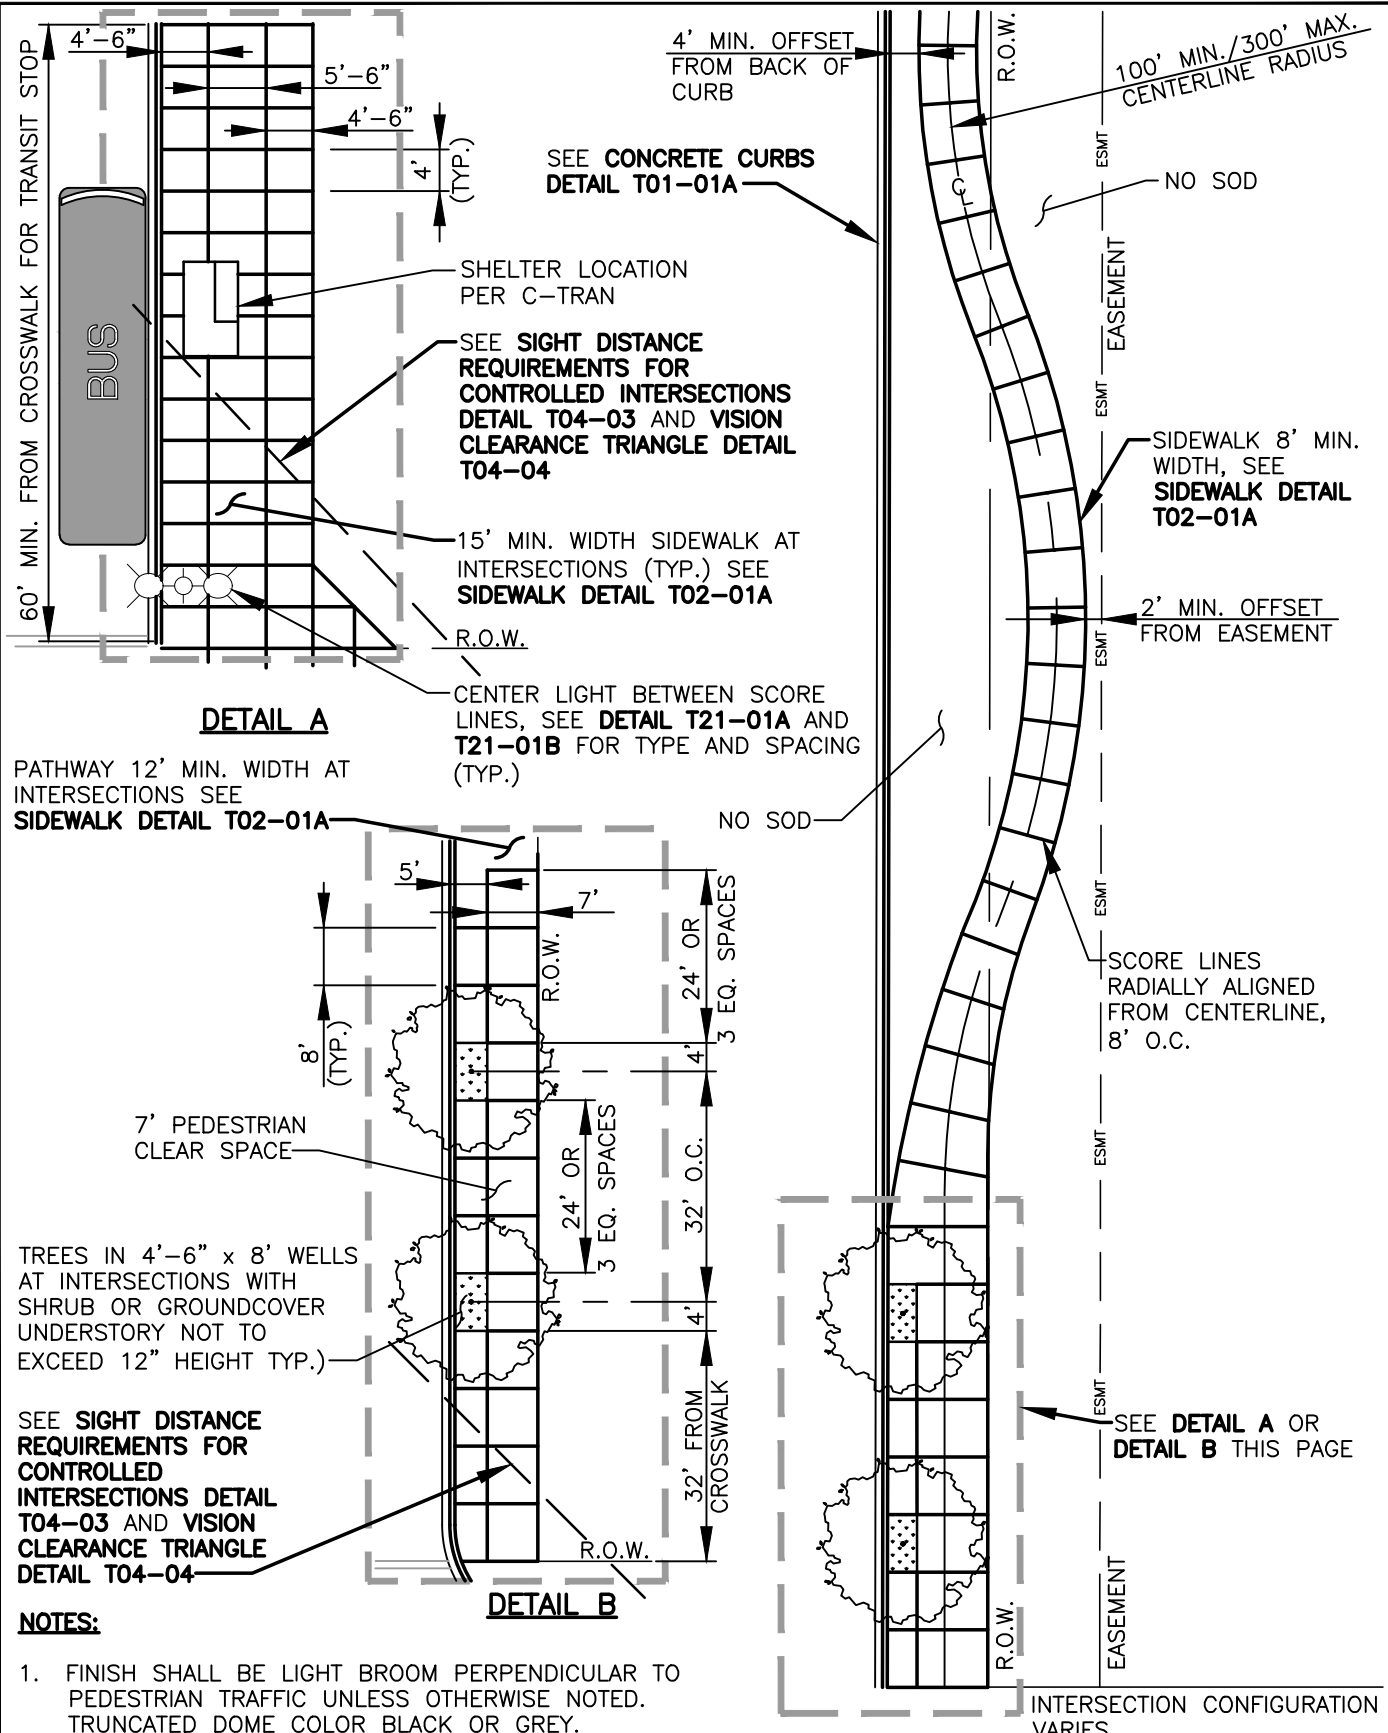 60' MIN. FROM CROSSWALK FOR TRANSIT STOP
4'-6"
5'-6"
4'-6"
4'
(TYP.)
BUS
SHELTER LOCATION
PER C-TRAN
SEE SIGHT DISTANCE
REQUIREMENTS FOR
CONTROLLED INTERSECTIONS
DETAIL T04-03 AND VISION
CLEARANCE TRIANGLE DETAIL
T04-04
15' MIN. WIDTH SIDEWALK AT
INTERSECTIONS (TYP.) SEE
SIDEWALK DETAIL T02-01A
R.O.W.
CENTER LIGHT BETWEEN SCORE
LINES, SEE DETAIL T21-01A AND
T21-01B FOR TYPE AND SPACING
(TYP.)
DETAIL A
PATHWAY 12' MIN. WIDTH AT
INTERSECTIONS SEE
SIDEWALK DETAIL T02-01A
5'
7'
8'
(TYP.)
R.O.W.
24' OR
3 EQ. SPACES
4'
32' O.C.
24' OR
3 EQ. SPACES
4'
32' FROM
CROSSWALK
7' PEDESTRIAN
CLEAR SPACE
TREES IN 4'-6" x 8' WELLS
AT INTERSECTIONS WITH
SHRUB OR GROUNDCOVER
UNDERSTORY NOT TO
EXCEED 12" HEIGHT TYP.)
SEE SIGHT DISTANCE
REQUIREMENTS FOR
CONTROLLED
INTERSECTIONS DETAIL
T04-03 AND VISION
CLEARANCE TRIANGLE
DETAIL T04-04
R.O.W.
DETAIL B
4' MIN. OFFSET
FROM BACK OF
CURB
R.O.W.
100' MIN./300' MAX.
CENTERLINE RADIUS
SEE CONCRETE CURBS
DETAIL T01-01A
CL
ESMT
NO SOD
EASEMENT
ESMT
SIDEWALK 8' MIN.
WIDTH, SEE
SIDEWALK DETAIL
T02-01A
2' MIN. OFFSET
FROM EASEMENT
ESMT
NO SOD
ESMT
SCORE LINES
RADIALLY ALIGNED
FROM CENTERLINE,
8' O.C.
ESMT
ESMT
SEE DETAIL A OR
DETAIL B THIS PAGE
R.O.W.
EASEMENT
INTERSECTION CONFIGURATION
VARIES
NOTES:
1. FINISH SHALL BE LIGHT BROOM PERPENDICULAR TO
PEDESTRIAN TRAFFIC UNLESS OTHERWISE NOTED.
TRUNCATED DOME COLOR BLACK OR GREY.